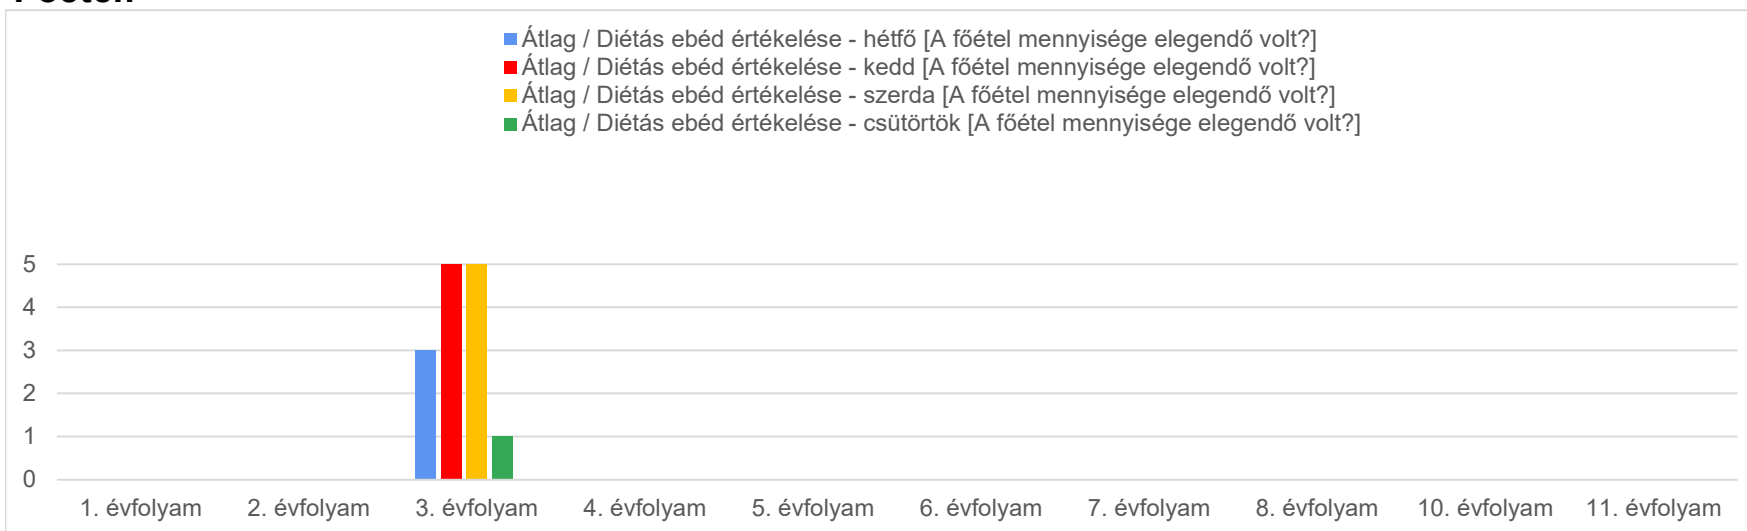 Átlag / Diétás ebéd értékelése - hétfő [A főétel mennyisége elegendő volt?]
Átlag / Diétás ebéd értékelése - kedd [A főétel mennyisége elegendő volt?]
Átlag / Diétás ebéd értékelése - szerda [A főétel mennyisége elegendő volt?]
Átlag / Diétás ebéd értékelése - csütörtök [A főétel mennyisége elegendő volt?]
5
4
3
2
1
0
1. évfolyam 2. évfolyam 3. évfolyam 4. évfolyam 5. évfolyam 6. évfolyam 7. évfolyam 8. évfolyam 10. évfolyam 11. évfolyam